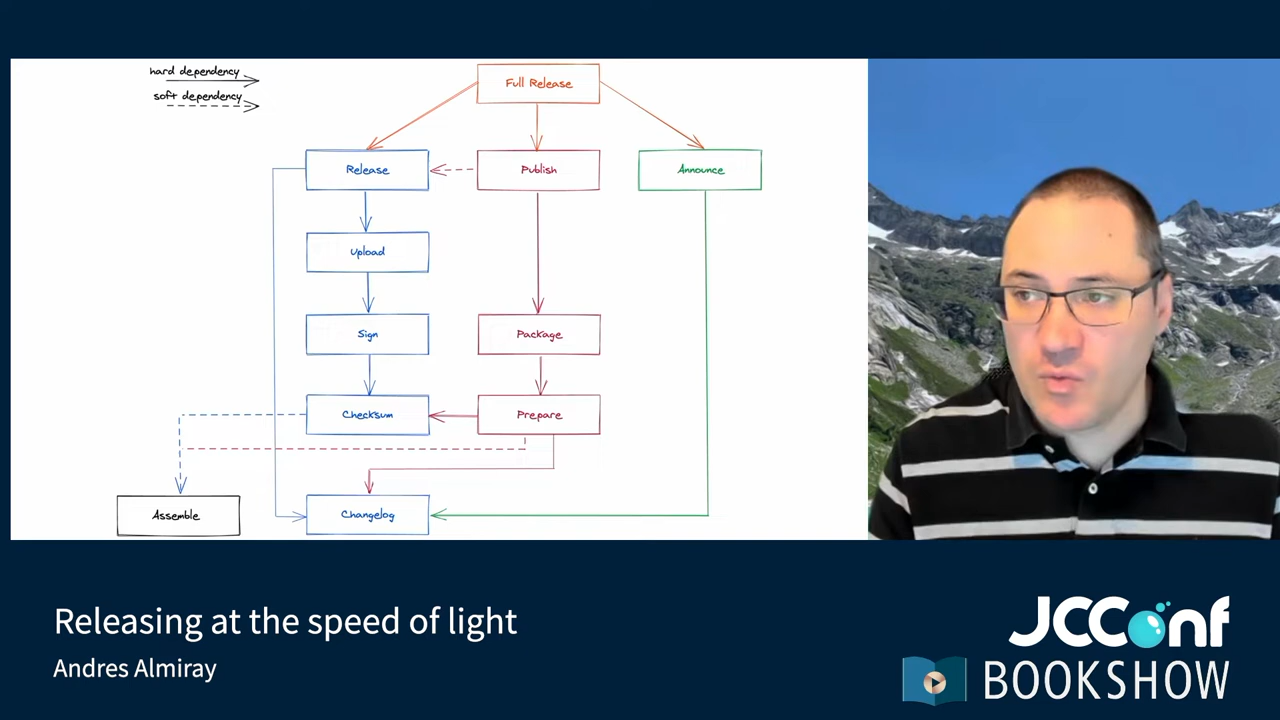 hard dependency
soft dependency
Full Release
Release
Publish
Announce
Upload
Sign
Package
Checksum
Prepare
Assemble
Changelog
Releasing at the speed of light
Andres Almiray
JCConf
BOOKSHOW